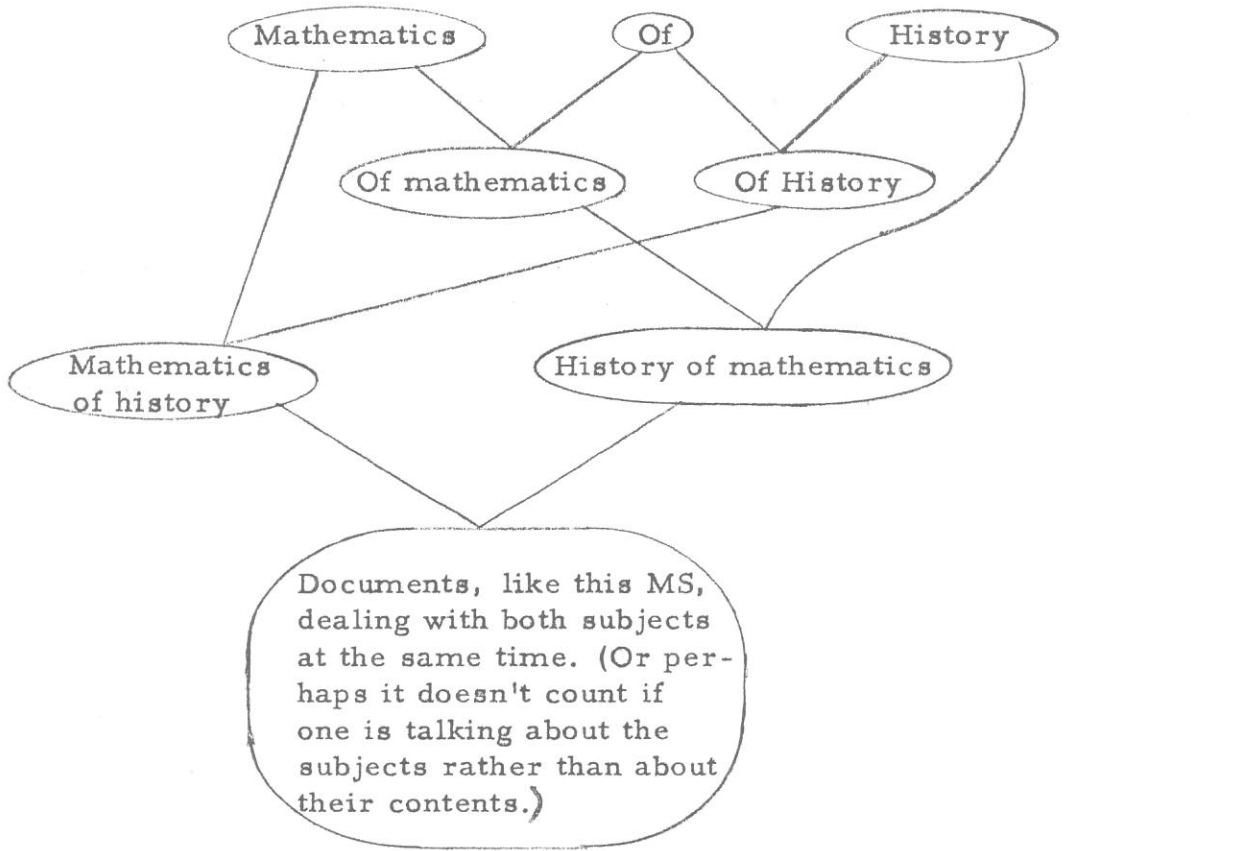 Mathematics
Of
History
Of mathematics
Of History
Mathematics
of history
History of mathematics
Documents, like this MS,
dealing with both subjects
at the same time. (Or per-
haps it doesn't count if
one is talking about the
subjects rather than about
their contents.)